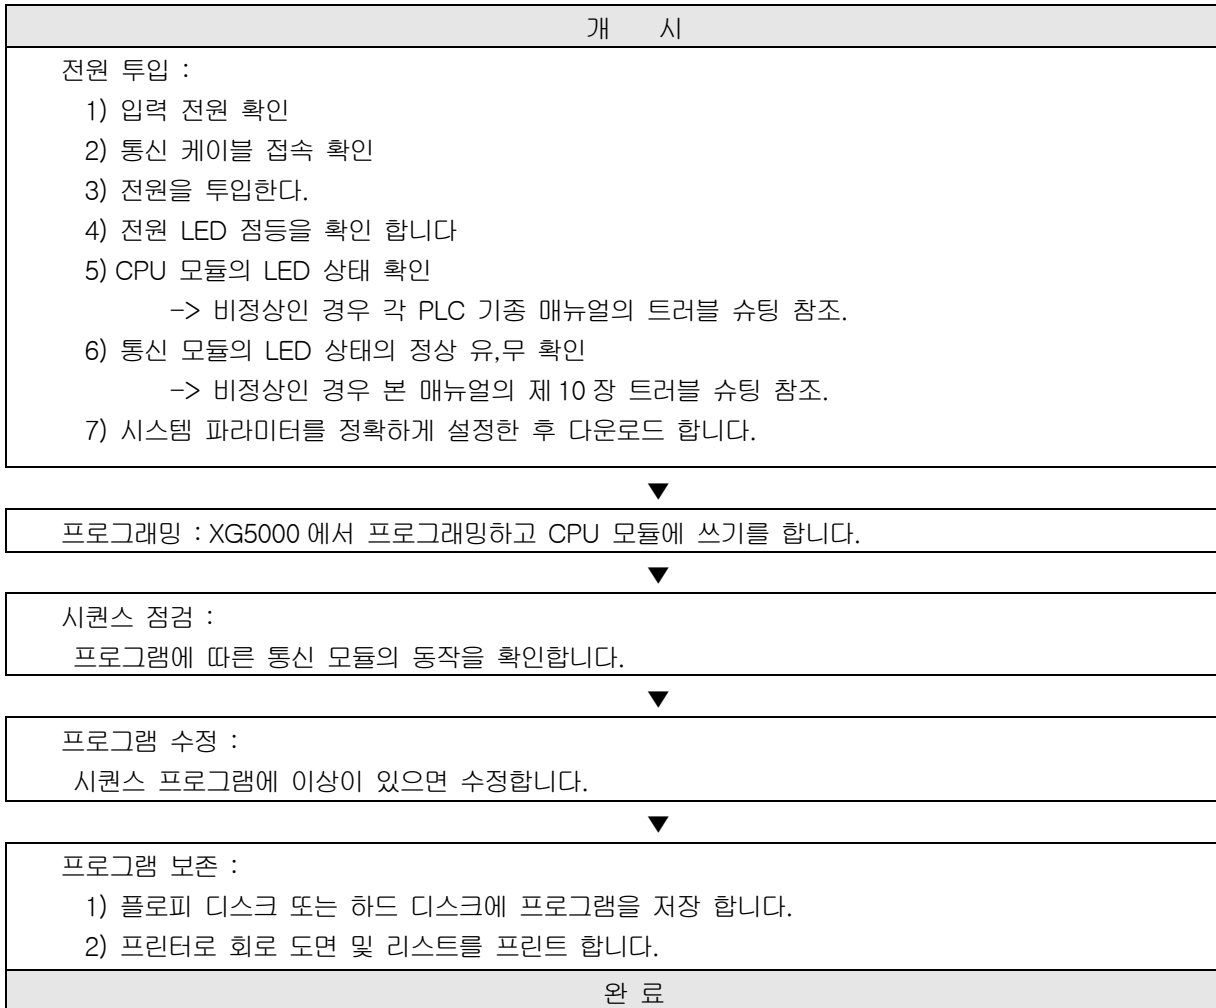 개 시
전원 투입 :
1) 입력 전원 확인
2) 통신 케이블 접속 확인
3) 전원을 투입한다.
4) 전원 LED 점등을 확인 합니다
5) CPU 모듈의 LED 상태 확인
-> 비정상인 경우 각 PLC 기종 매뉴얼의 트러블 슈팅 참조.
6) 통신 모듈의 LED 상태의 정상 유,무 확인
-> 비정상인 경우 본 매뉴얼의 제 10 장 트러블 슈팅 참조.
7) 시스템 파라미터를 정확하게 설정한 후 다운로드 합니다.
▼
프로그래밍 : XG5000 에서 프로그래밍하고 CPU 모듈에 쓰기를 합니다.
▼
시퀀스 점검 :
프로그램에 따른 통신 모듈의 동작을 확인합니다.
▼
프로그램 수정 :
시퀀스 프로그램에 이상이 있으면 수정합니다.
▼
프로그램 보존 :
1) 플로피 디스크 또는 하드 디스크에 프로그램을 저장 합니다.
2) 프린터로 회로 도면 및 리스트를 프린트 합니다.
완 료